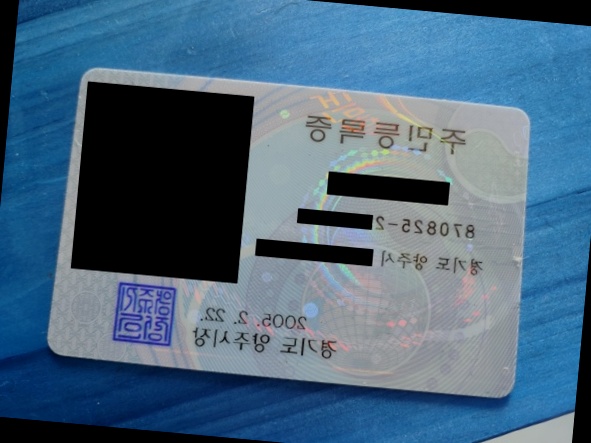 주민등록증
870825-2
경기도 양주시
2005. 2. 22.
경기도 양주시장